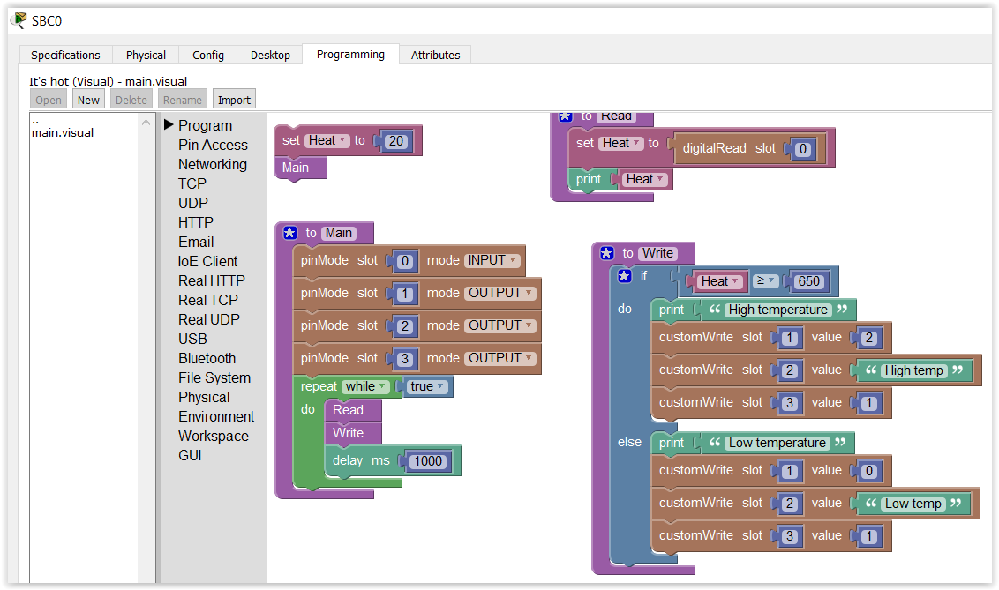 SBC0
Specifications Physical Config Desktop Programming Attributes
It's hot (Visual) - main.visual
Open New Delete Rename Import
..
main.visual
Program
Pin Access
Networking
TCP
UDP
HTTP
Email
IoE Client
Real HTTP
Real TCP
Real UDP
USB
Bluetooth
File System
Physical
Environment
Workspace
GUI
set Heat to 20
Main
to Main
pinMode slot 0 mode INPUT
pinMode slot 1 mode OUTPUT
pinMode slot 2 mode OUTPUT
pinMode slot 3 mode OUTPUT
repeat while true
do Read
Write
delay ms 1000
to Read
set Heat to digitalRead slot 0
print Heat
to Write
if Heat ≥ 650
do print “ High temperature ”
customWrite slot 1 value 2
customWrite slot 2 value “ High temp ”
customWrite slot 3 value 1
else print “ Low temperature ”
customWrite slot 1 value 0
customWrite slot 2 value “ Low temp ”
customWrite slot 3 value 1